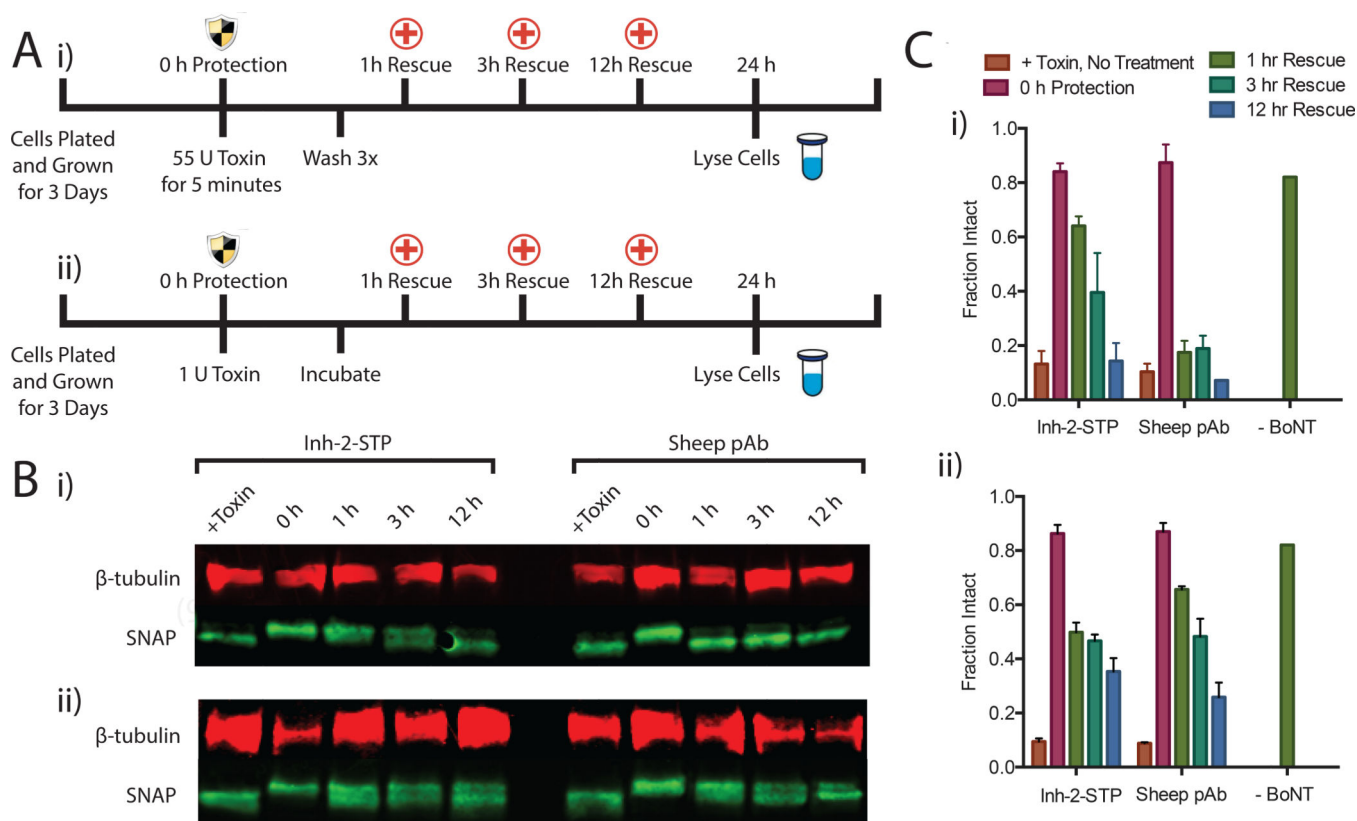 A
i)
0 h Protection
1h Rescue
3h Rescue
12h Rescue
24 h
Cells Plated
and Grown
for 3 Days
55 U Toxin
for 5 minutes
Wash 3x
Lyse Cells
ii)
0 h Protection
1h Rescue
3h Rescue
12h Rescue
24 h
Cells Plated
and Grown
for 3 Days
1 U Toxin
Incubate
Lyse Cells
B
Inh-2-STP
Sheep pAb
i)
+Toxin 0 h 1 h 3 h 12 h
+Toxin 0 h 1 h 3 h 12 h
β-tubulin
SNAP
ii)
β-tubulin
SNAP
C
+ Toxin, No Treatment
0 h Protection
1 hr Rescue
3 hr Rescue
12 hr Rescue
i)
Fraction Intact
1.0
0.8
0.6
0.4
0.2
0.0
Inh-2-STP Sheep pAb - BoNT
ii)
Fraction Intact
1.0
0.8
0.6
0.4
0.2
0.0
Inh-2-STP Sheep pAb - BoNT